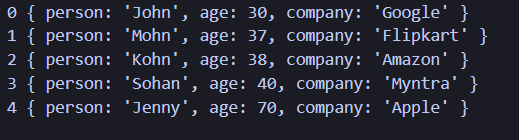 0 { person: 'John', age: 30, company: 'Google' }
1 { person: 'Mohn', age: 37, company: 'Flipkart' }
2 { person: 'Kohn', age: 38, company: 'Amazon' }
3 { person: 'Sohan', age: 40, company: 'Myntra' }
4 { person: 'Jenny', age: 70, company: 'Apple' }